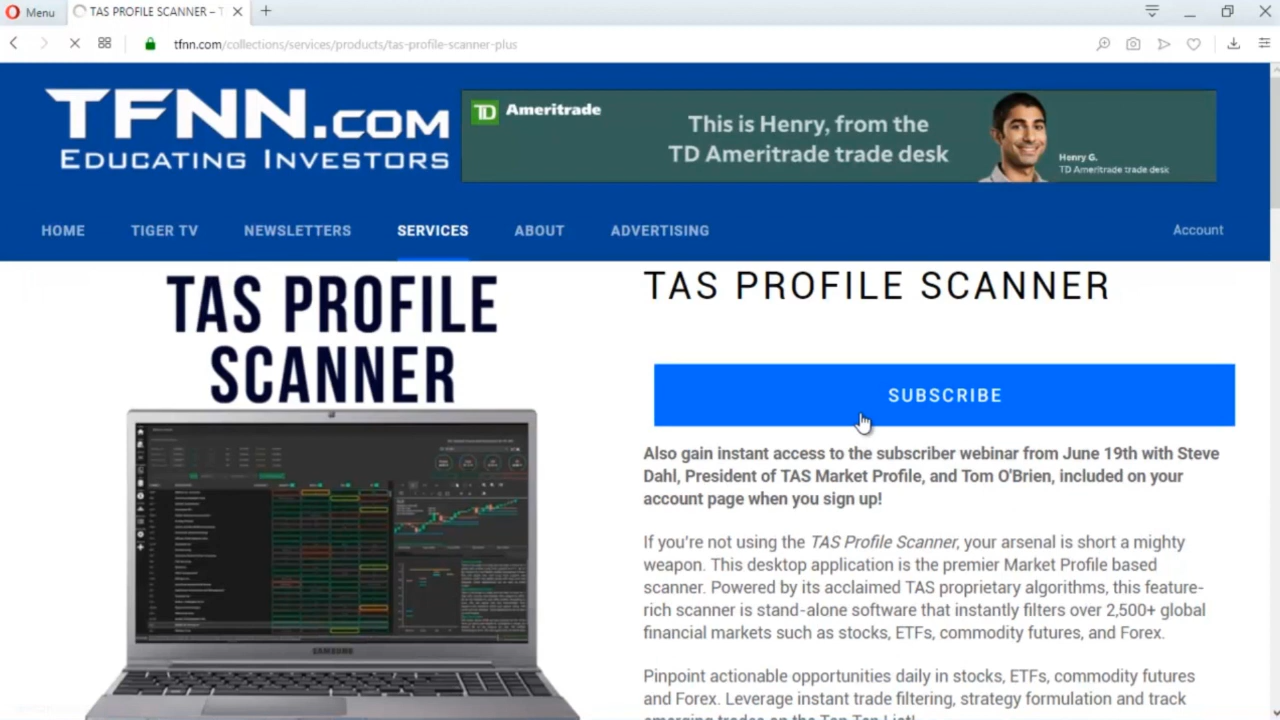 Menu
TAS PROFILE SCANNER – T
tfnn.com/collections/services/products/tas-profile-scanner-plus
TFNN.COM
EDUCATING INVESTORS
TD Ameritrade
This is Henry, from the
TD Ameritrade trade desk
Henry G.
TD Ameritrade trade desk
HOME TIGER TV NEWSLETTERS SERVICES ABOUT ADVERTISING Account
TAS PROFILE
SCANNER
SAMSUNG
TAS PROFILE SCANNER
SUBSCRIBE
Also gain instant access to the subscriber webinar from June 19th with Steve
Dahl, President of TAS Market Profile, and Tom O'Brien, included on your
account page when you sign up!
If you're not using the TAS Profile Scanner, your arsenal is short a mighty
weapon. This desktop application is the premier Market Profile based
scanner. Powered by its acclaimed TAS proprietary algorithms, this feature-
rich scanner is stand-alone software that instantly filters over 2,500+ global
financial markets such as stocks, ETFs, commodity futures, and Forex.
Pinpoint actionable opportunities daily in stocks, ETFs, commodity futures
and Forex. Leverage instant trade filtering, strategy formulation and track
emerging trades on the Top Ten List!